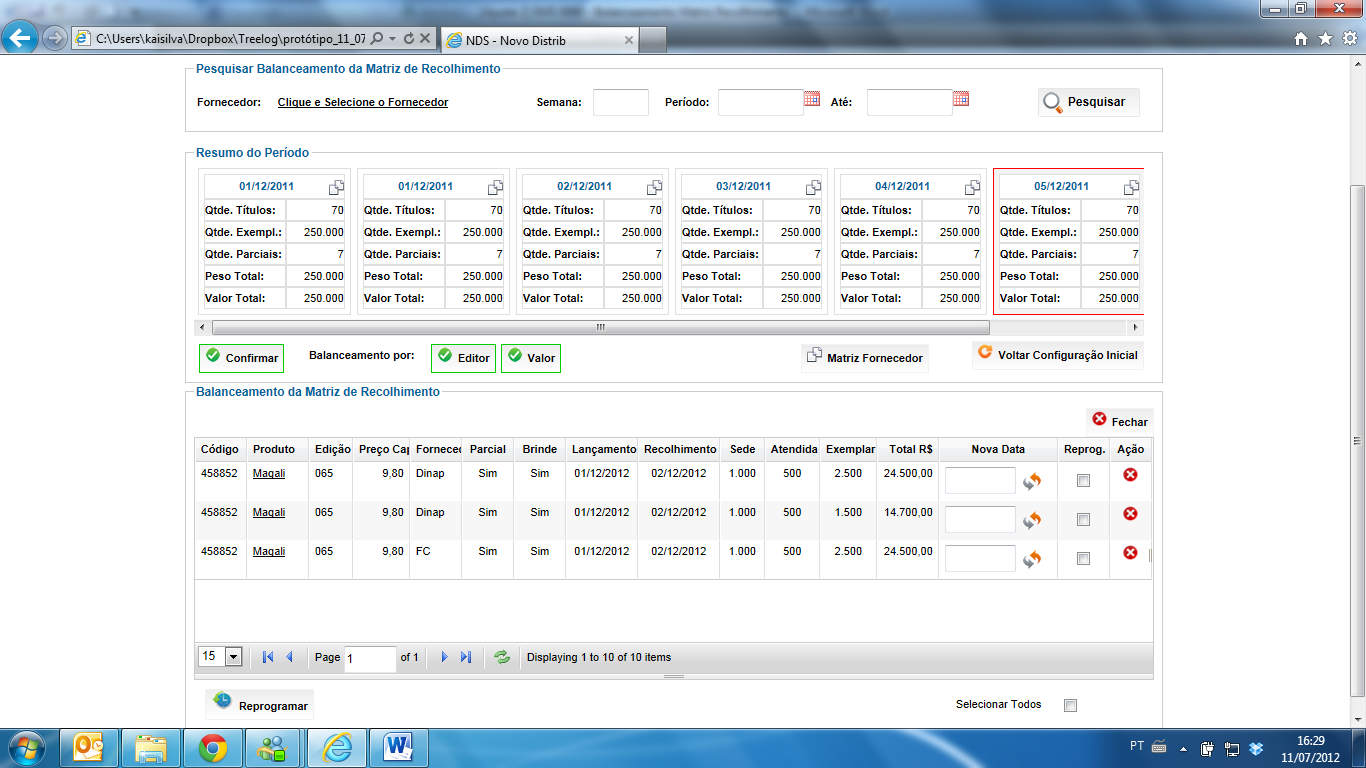 C:\Users\kaisilva\Dropbox\Treelog\protótipo_11_07
NDS - Novo Distrib
Pesquisar Balanceamento da Matriz de Recolhimento
Fornecedor: Clique e Selecione o Fornecedor Semana: Período: Até: Pesquisar
Resumo do Período
01/12/2011 01/12/2011 02/12/2011 03/12/2011 04/12/2011 05/12/2011
Qtde. Títulos: 70 Qtde. Títulos: 70 Qtde. Títulos: 70 Qtde. Títulos: 70 Qtde. Títulos: 70 Qtde. Títulos: 70
Qtde. Exempl.: 250.000 Qtde. Exempl.: 250.000 Qtde. Exempl.: 250.000 Qtde. Exempl.: 250.000 Qtde. Exempl.: 250.000 Qtde. Exempl.: 250.000
Qtde. Parciais: 7 Qtde. Parciais: 7 Qtde. Parciais: 7 Qtde. Parciais: 7 Qtde. Parciais: 7 Qtde. Parciais: 7
Peso Total: 250.000 Peso Total: 250.000 Peso Total: 250.000 Peso Total: 250.000 Peso Total: 250.000 Peso Total: 250.000
Valor Total: 250.000 Valor Total: 250.000 Valor Total: 250.000 Valor Total: 250.000 Valor Total: 250.000 Valor Total: 250.000
Confirmar Balanceamento por: Editor Valor Matriz Fornecedor Voltar Configuração Inicial
Balanceamento da Matriz de Recolhimento
Fechar
Código Produto Edição Preço Cap Forneced Parcial Brinde Lançamento Recolhimento Sede Atendida Exemplar Total R$ Nova Data Reprog. Ação
458852 Magali 065 9,80 Dinap Sim Sim 01/12/2012 02/12/2012 1.000 500 2.500 24.500,00
458852 Magali 065 9,80 Dinap Sim Sim 01/12/2012 02/12/2012 1.000 500 1.500 14.700,00
458852 Magali 065 9,80 FC Sim Sim 01/12/2012 02/12/2012 1.000 500 2.500 24.500,00
15 Page 1 of 1 Displaying 1 to 10 of 10 items
Reprogramar Selecionar Todos
PT 16:29
11/07/2012